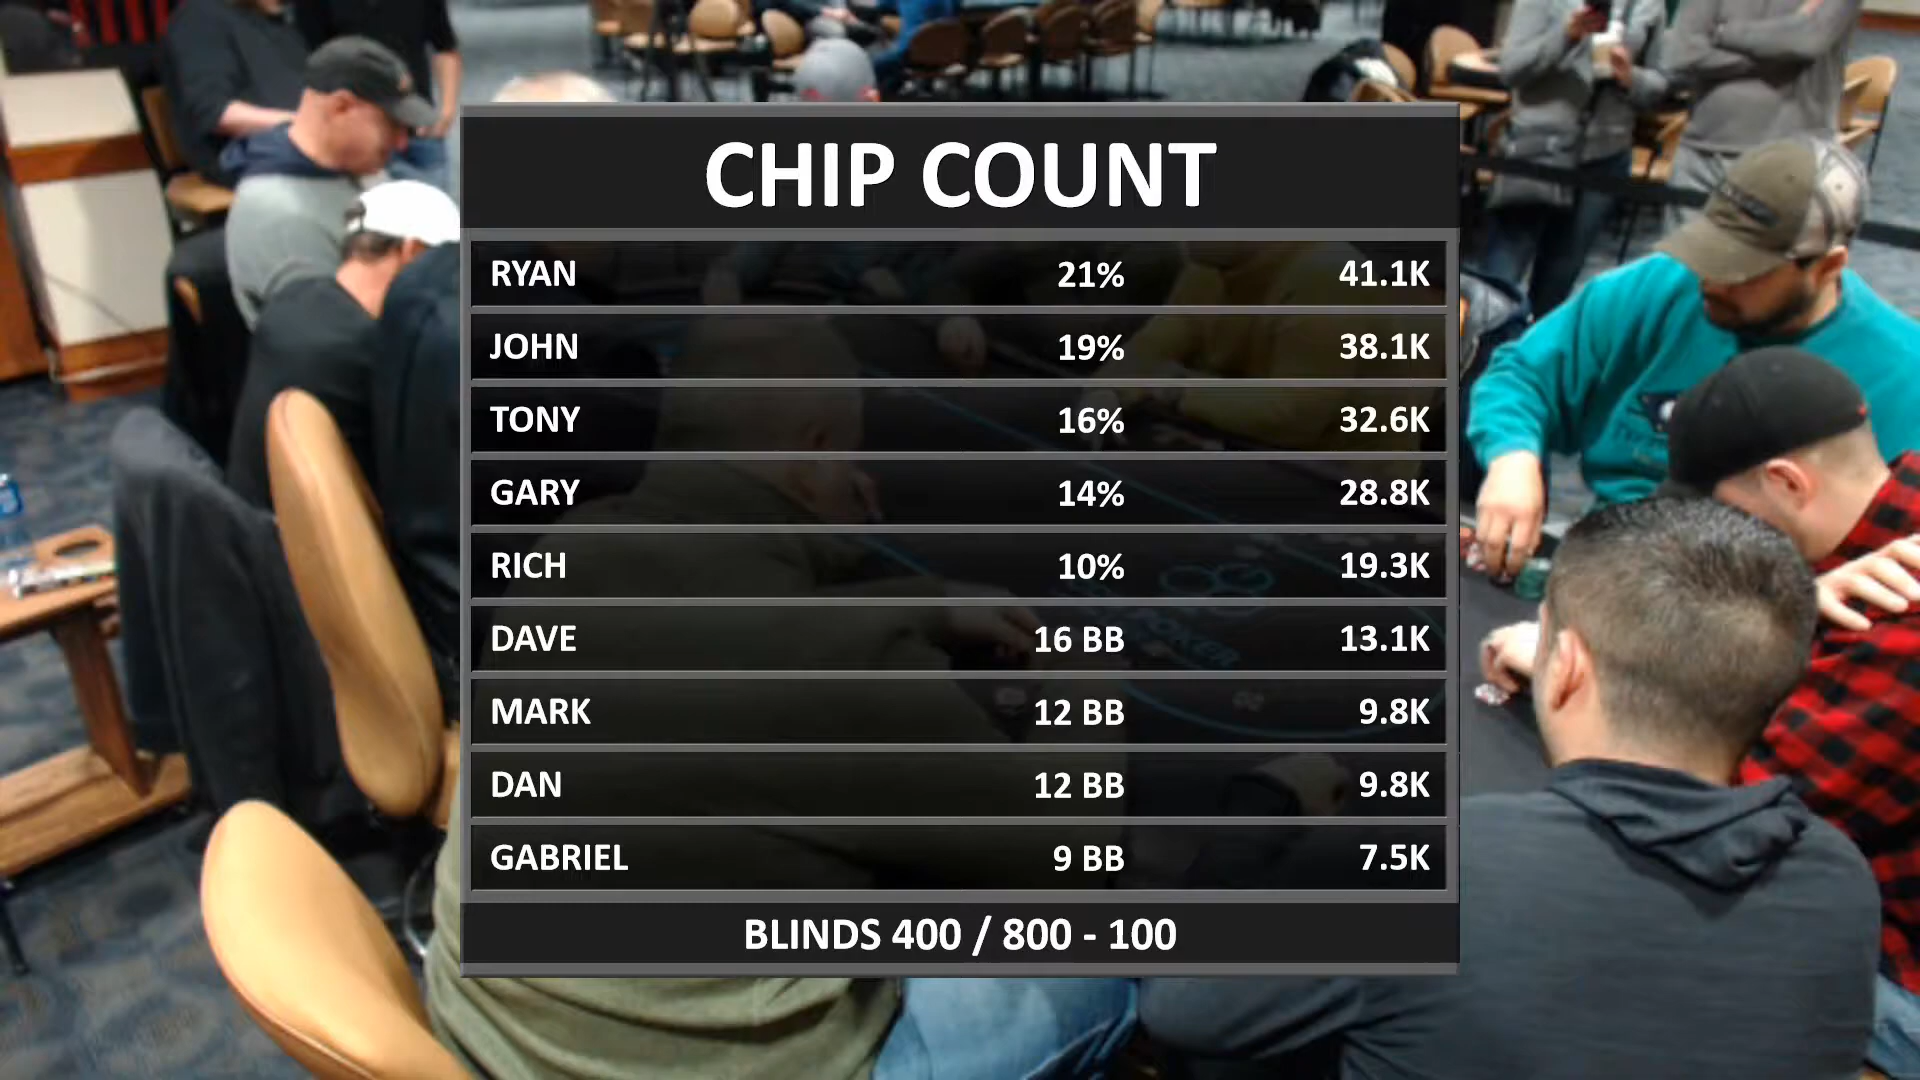 CHIP COUNT
RYAN 21% 41.1K
JOHN 19% 38.1K
TONY 16% 32.6K
GARY 14% 28.8K
RICH 10% 19.3K
DAVE 16 BB 13.1K
MARK 12 BB 9.8K
DAN 12 BB 9.8K
GABRIEL 9 BB 7.5K
BLINDS 400 / 800 - 100
POKER